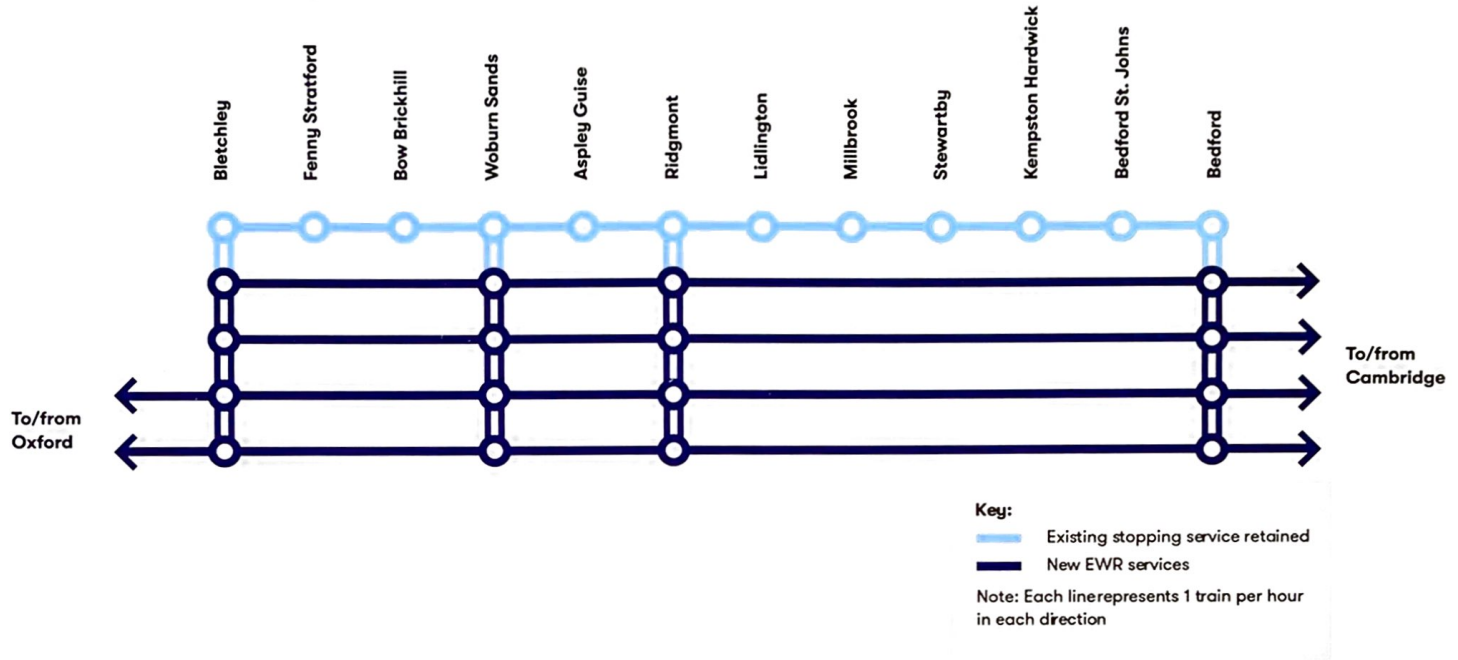 Bletchley
Fenny Stratford
Bow Brickhill
Woburn Sands
Aspley Guise
Ridgmont
Lidlington
Millbrook
Stewartby
Kempston Hardwick
Bedford St. Johns
Bedford
To/from
Cambridge
To/from
Oxford
Key:
Existing stopping service retained
New EWR services
Note: Each line represents 1 train per hour
in each direction